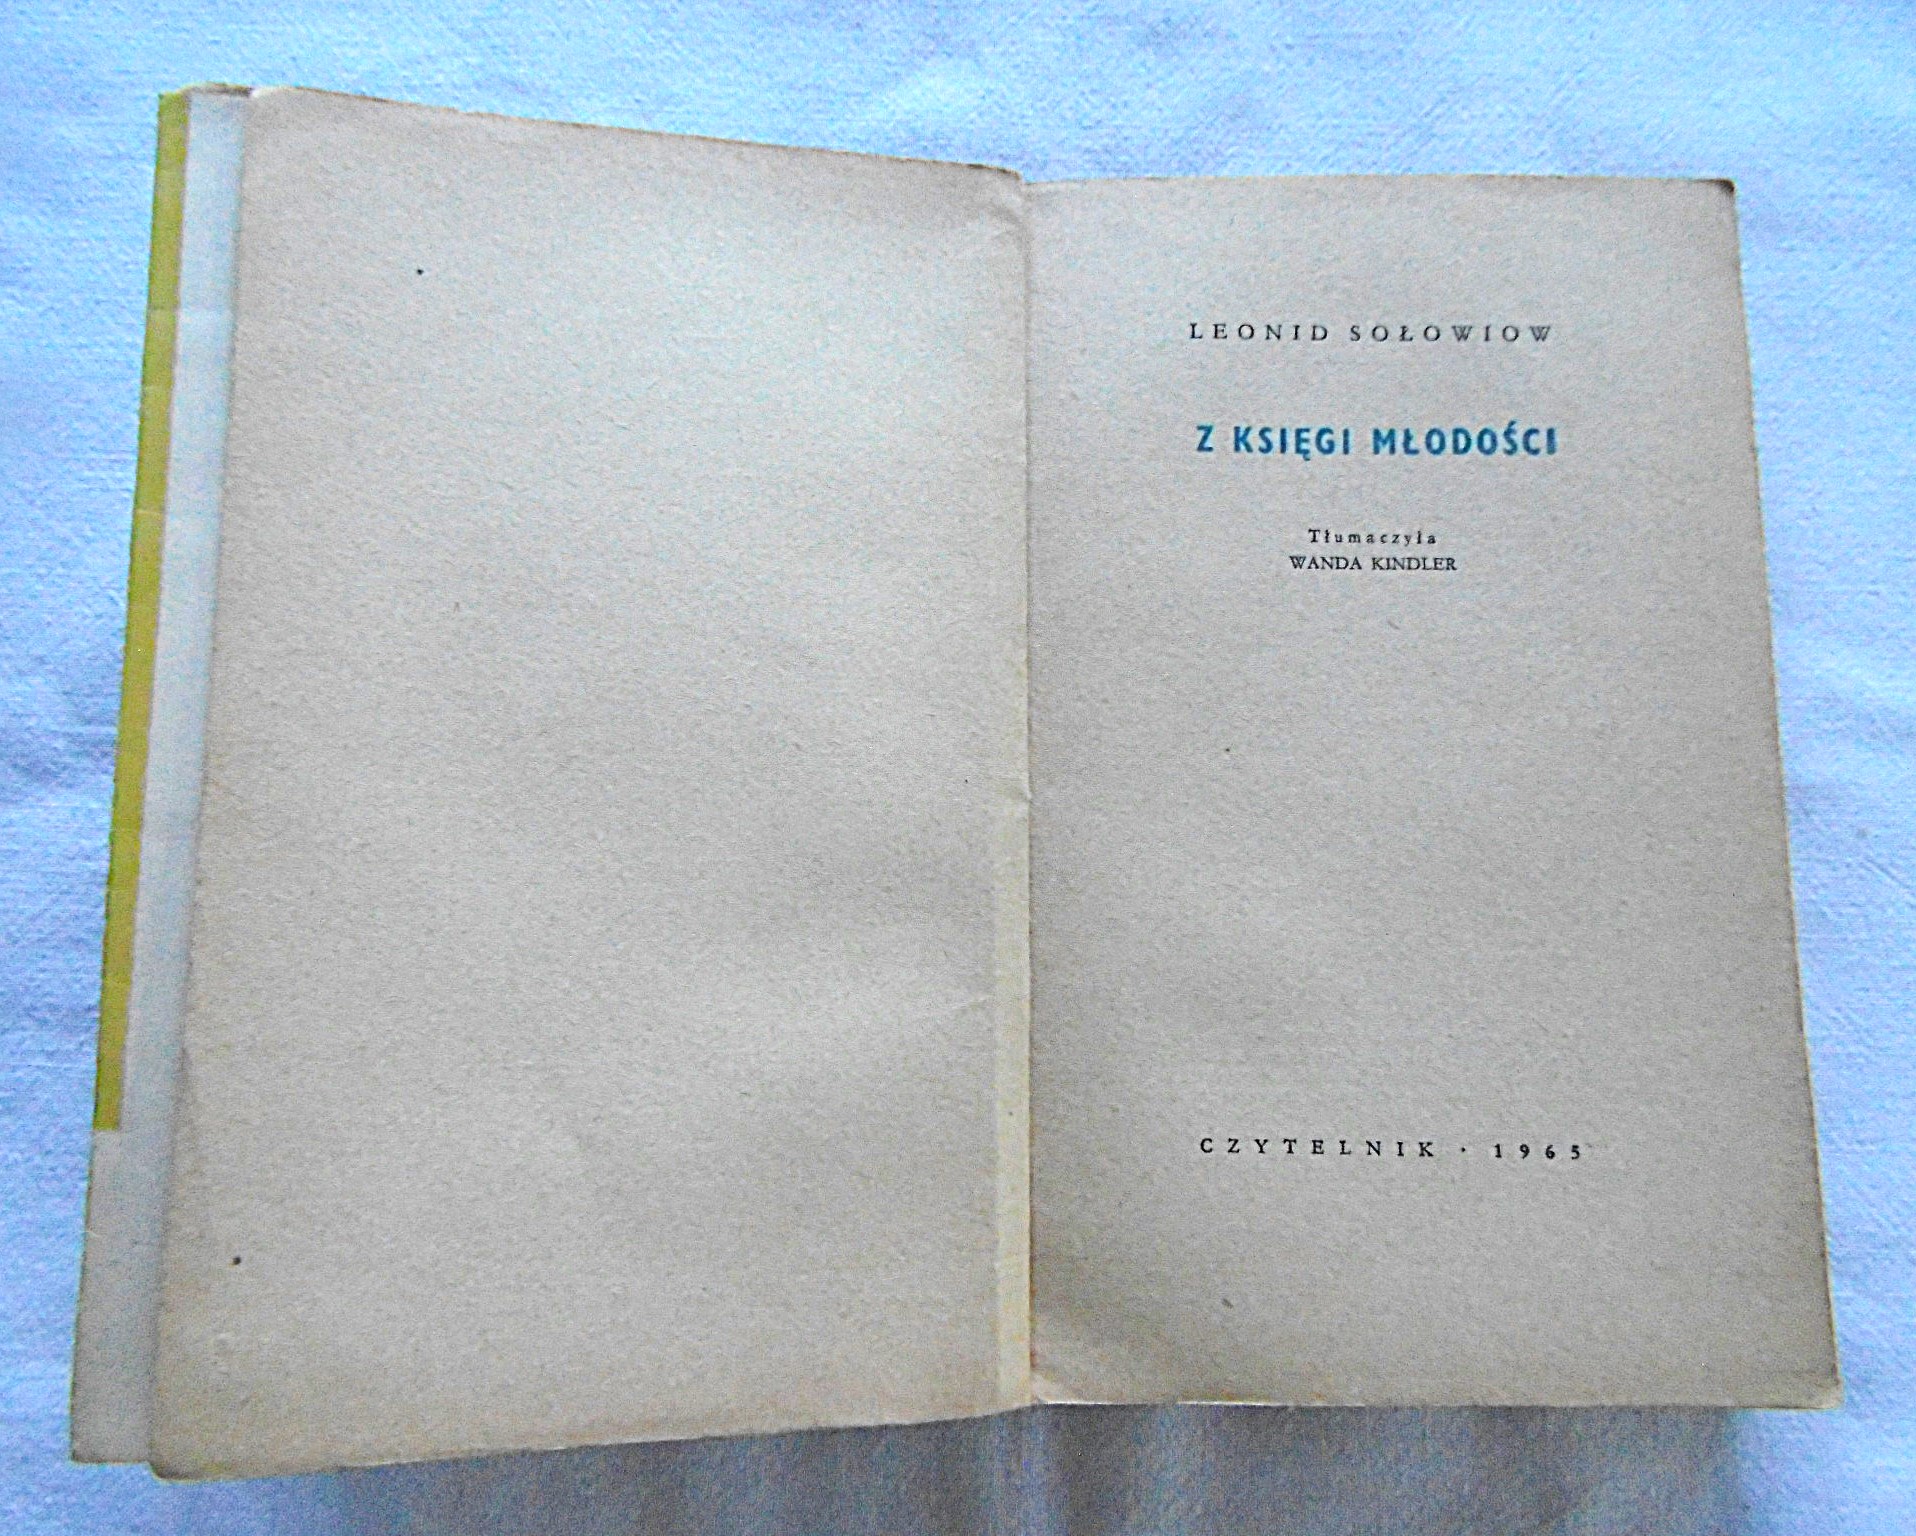 LEONID SOŁOWIOW
Z KSIĘGI MŁODOŚCI
Tłumaczyła
WANDA KINDLER
CZYTELNIK • 1965